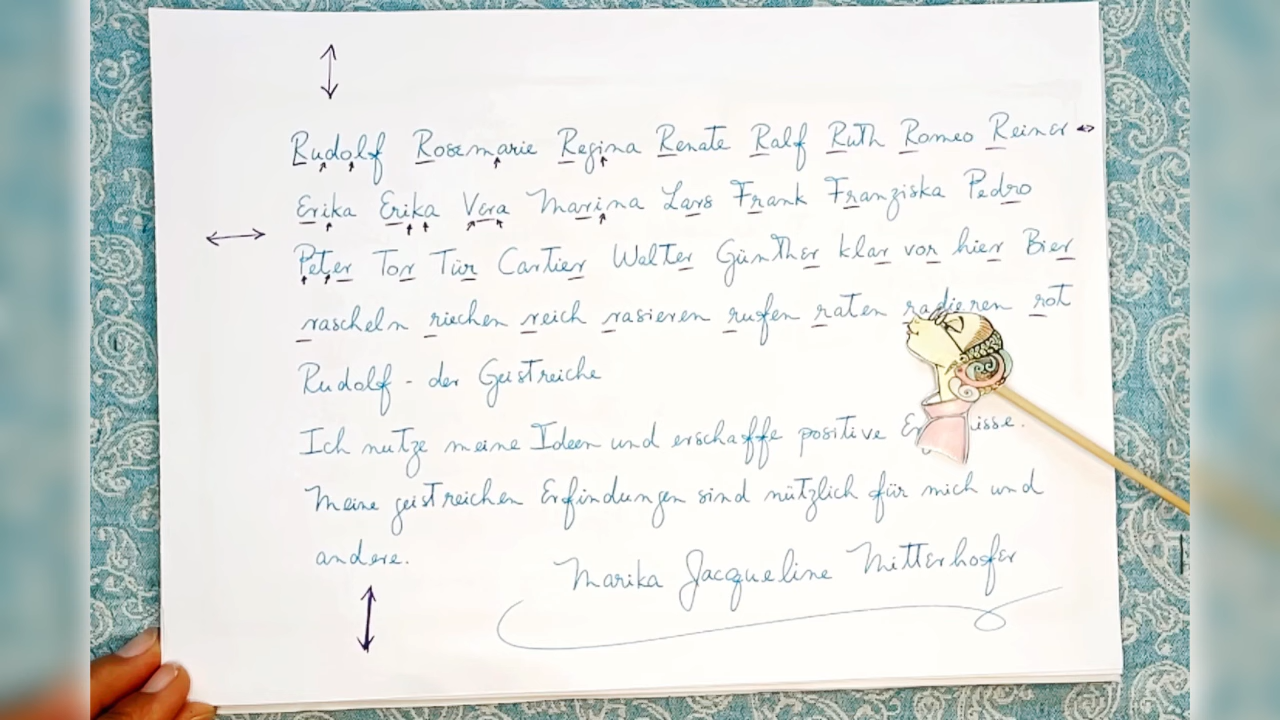 Rudolf Rosemarie Regina Renate Ralf Ruth Romeo Reiner
Erika Erika Vera Marina Lars Frank Franziska Pedro
Peter Tor Tür Cartier Walter Günther klar vor hier Bier
rascheln riechen reich rasieren rufen raten radieren rot
Rudolf - der Geistreiche
Ich nutze meine Ideen und erschaffe positive
Meine geistreichen Erfindungen sind nützlich für mich und
andere.
Marika Jacqueline Mitterhofer